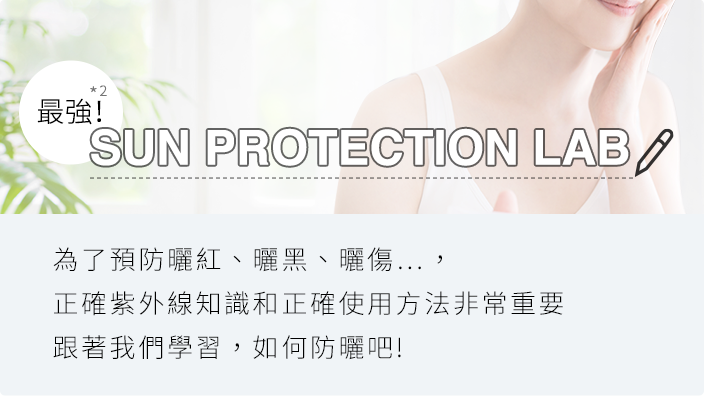 *2
最強!
SUN PROTECTION LAB
為了預防曬紅、曬黑、曬傷…，
正確紫外線知識和正確使用方法非常重要
跟著我們學習，如何防曬吧!